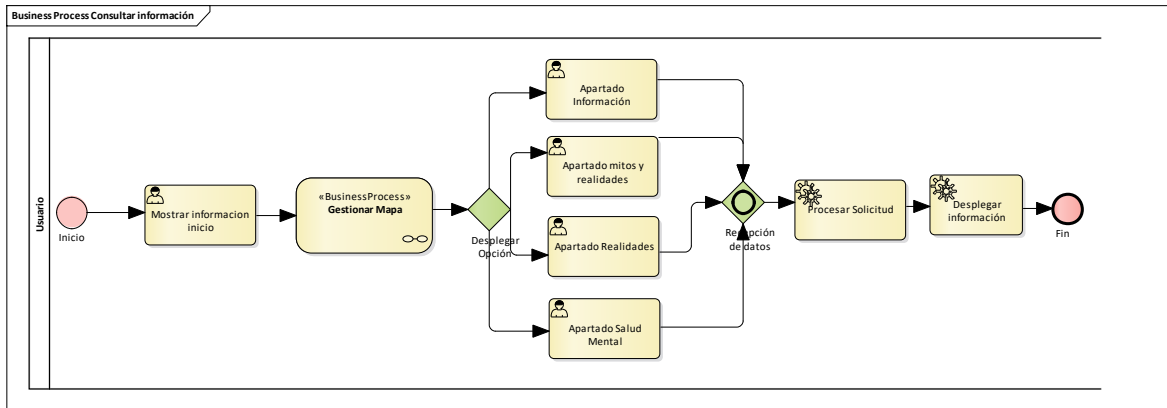 Business Process Consultar información
Usuario
Inicio
Mostrar informacion
inicio
«BusinessProcess»
Gestionar Mapa
Desplegar
Opción
Apartado
Información
Apartado mitos y
realidades
Apartado Realidades
Apartado Salud
Mental
Recepción
de datos
Procesar Solicitud
Desplegar
información
Fin